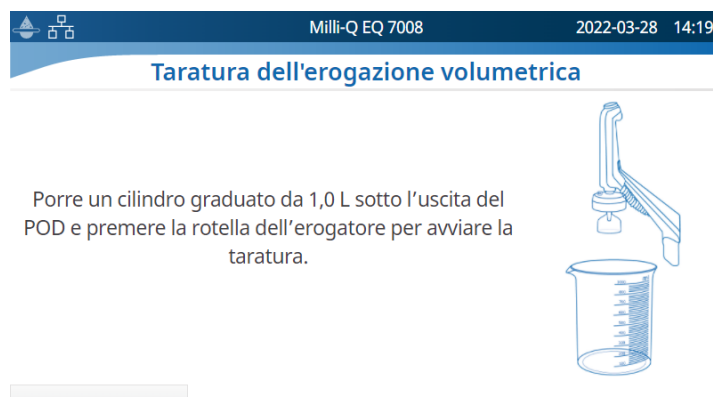 Milli-Q EQ 7008 2022-03-28 14:19
Taratura dell'erogazione volumetrica
Porre un cilindro graduato da 1,0 L sotto l’uscita del
POD e premere la rotella dell’erogatore per avviare la
taratura.